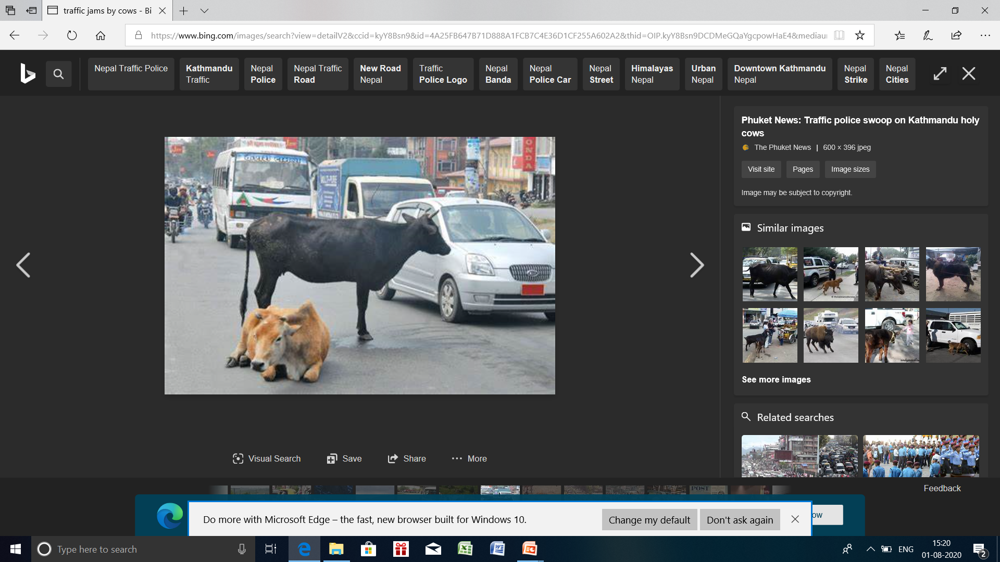 traffic jams by cows - Bi
https://www.bing.com/images/search?view=detailV2&ccid=kyY8Bsn9&id=4A25FB647B71D888A1FCB7C4E36D1CF255A602A2&thid=OIP.kyY8Bsn9DCDMeGQaYgcpowHaE4&mediau
Nepal Traffic Police
Kathmandu
Traffic
Nepal
Police
Nepal Traffic
Road
New Road
Nepal
Traffic
Police Logo
Nepal
Banda
Nepal
Police Car
Nepal
Street
Himalayas
Nepal
Urban
Nepal
Downtown Kathmandu
Nepal
Nepal
Strike
Nepal
Cities
MULTI-PURE
ONDA
Phuket News: Traffic police swoop on Kathmandu holy
cows
The Phuket News | 600 × 396 jpeg
Visit site
Pages
Image sizes
Image may be subject to copyright.
Similar images
See more images
Related searches
Visual Search
Save
Share
More
POST
Feedback
Do more with Microsoft Edge – the fast, new browser built for Windows 10.
Change my default
Don't ask again
ow
Type here to search
ENG
15:20
01-08-2020
2